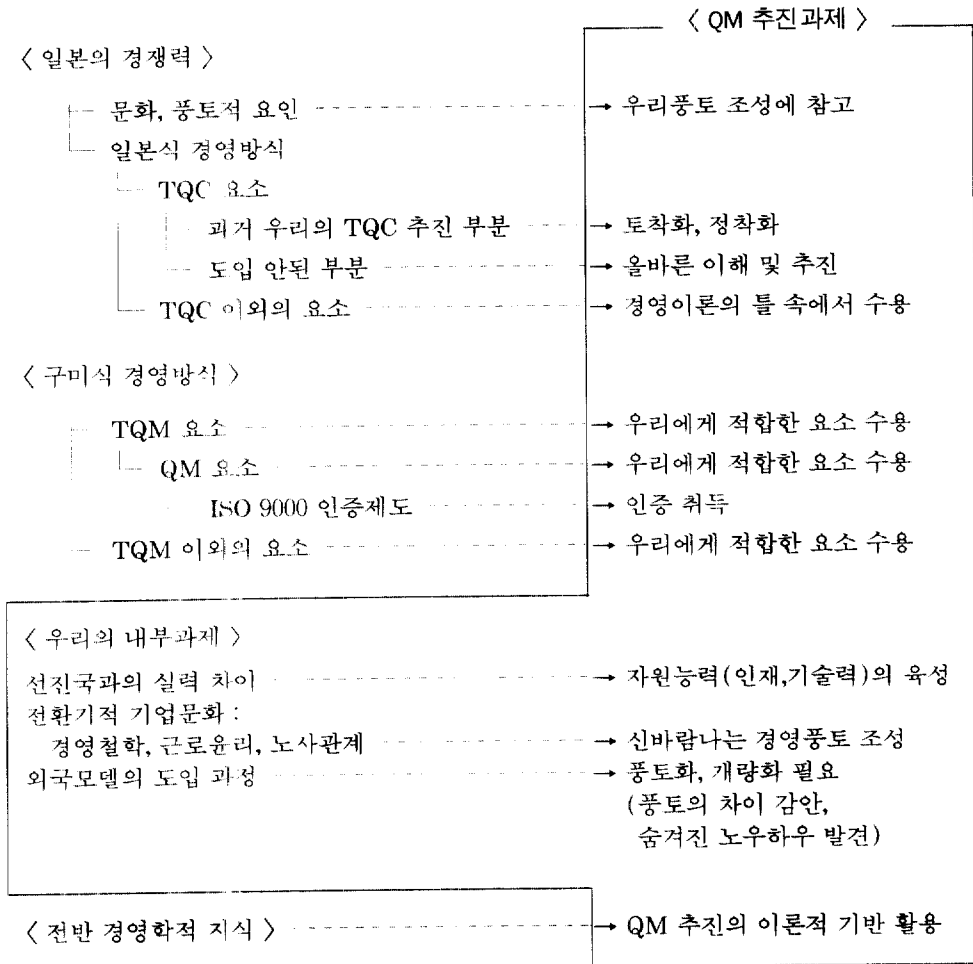 〈 QM 추진과제 〉
〈 일본의 경쟁력 〉
문화, 풍토적 요인 → 우리풍토 조성에 참고
일본식 경영방식
TQC 요소
과거 우리의 TQC 추진 부분 → 토착화, 정착화
도입 안된 부분 → 올바른 이해 및 추진
TQC 이외의 요소 → 경영이론의 틀 속에서 수용
〈 구미식 경영방식 〉
TQM 요소 → 우리에게 적합한 요소 수용
QM 요소 → 우리에게 적합한 요소 수용
ISO 9000 인증제도 → 인증 취득
TQM 이외의 요소 → 우리에게 적합한 요소 수용
〈 우리의 내부과제 〉
선진국과의 실력 차이 → 자원능력(인재,기술력)의 육성
전환기적 기업문화 :
경영철학, 근로윤리, 노사관계 → 신바람나는 경영풍토 조성
외국모델의 도입 과정 → 풍토화, 개량화 필요
(풍토의 차이 감안,
숨겨진 노우하우 발견)
〈 전반 경영학적 지식 〉 → QM 추진의 이론적 기반 활용